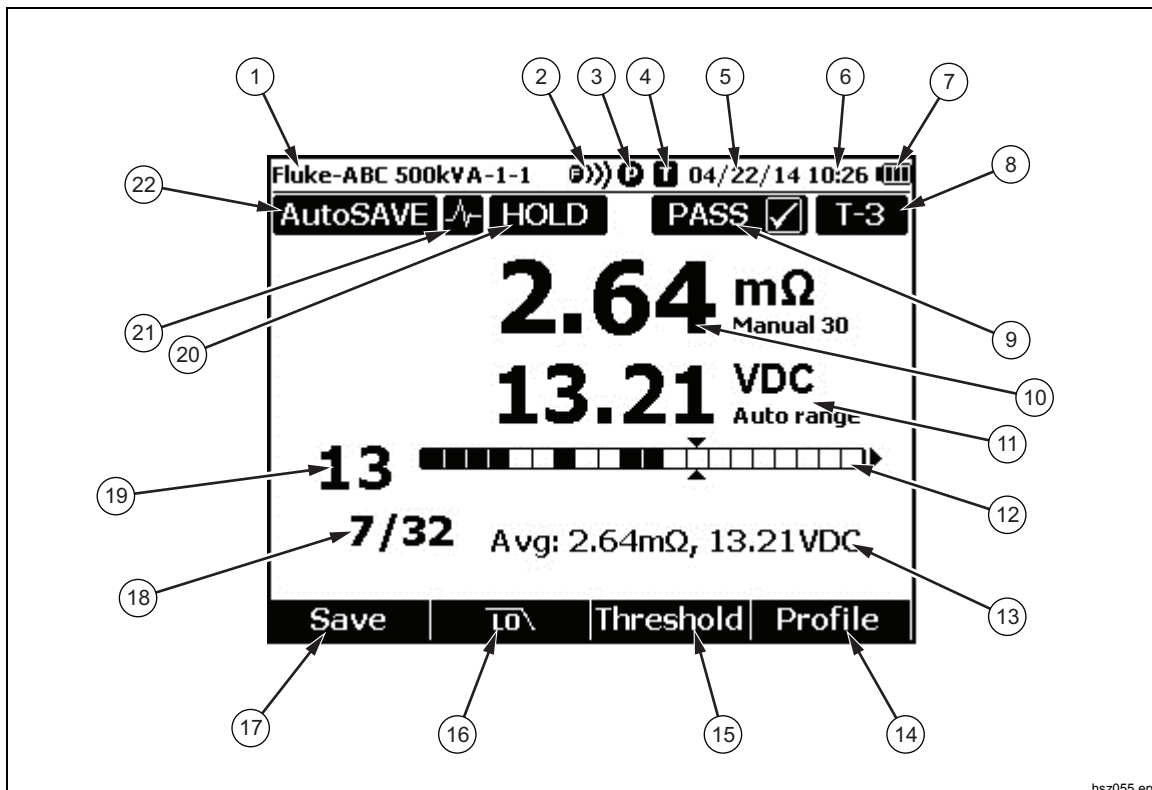 1 2 3 4 5 6 7
Fluke-ABC 500kVA-1-1 P T 04/22/14 10:26
22 AutoSAVE HOLD PASS T-3 8
2.64 mΩ
Manual 30
21 20 9
13.21 VDC
Auto range
10
11
13
19 12
7/32 Avg: 2.64mΩ, 13.21VDC
18 13
Save LO Threshold Profile
17 16 15 14
hsz055.ep